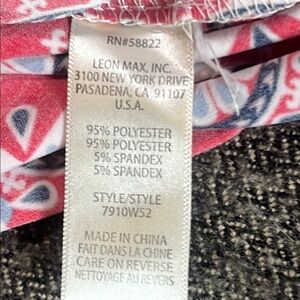 RN#58822
LEON MAX, INC.
3100 NEW YORK DRIVE
PASADENA, CA 91107
U.S.A.
95% POLYESTER
95% POLYESTER
5% SPANDEX
5% SPANDEX
STYLE/STYLE
7910W52
MADE IN CHINA
FAIT DANS LA CHINE
CARE ON REVERSE
NETTOYAGE AU REVERS